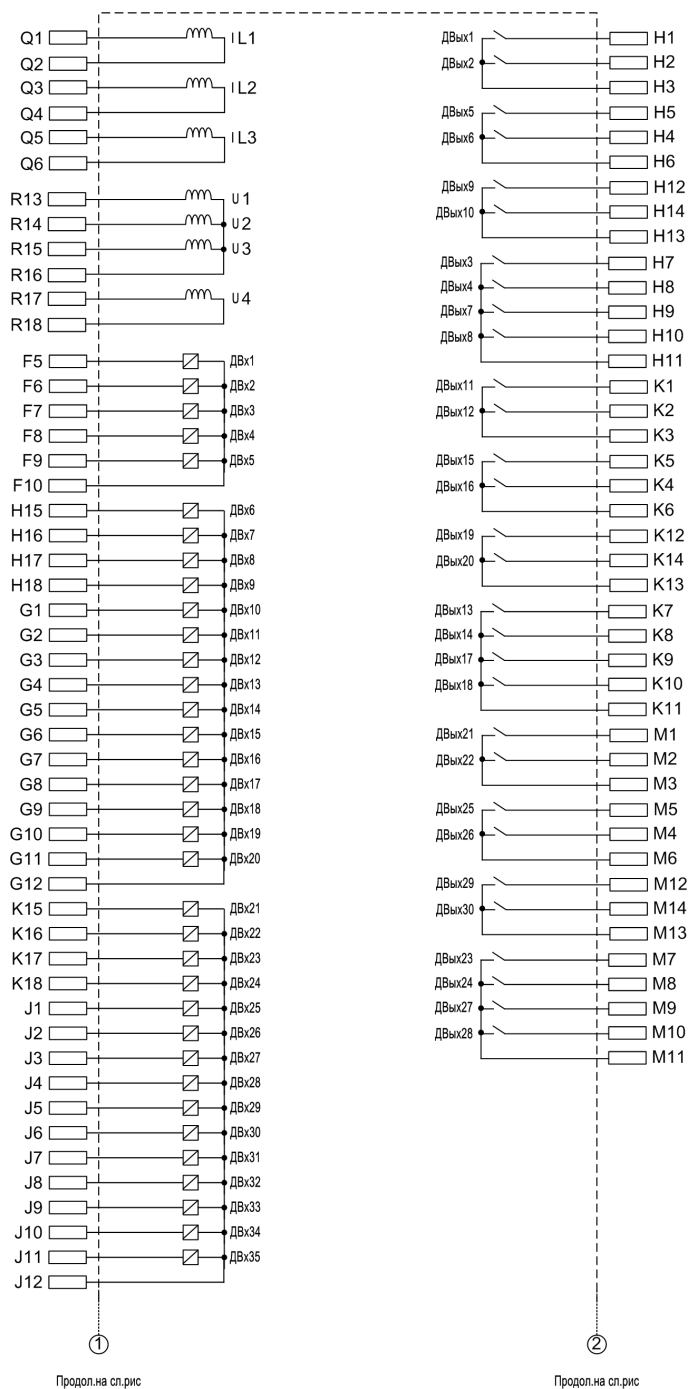 Q1 IL1
Q2
Q3 IL2
Q4
Q5 IL3
Q6
R13 U1
R14 U2
R15 U3
R16
R17 U4
R18
F5 ДВх1
F6 ДВх2
F7 ДВх3
F8 ДВх4
F9 ДВх5
F10
H15 ДВх6
H16 ДВх7
H17 ДВх8
H18 ДВх9
G1 ДВх10
G2 ДВх11
G3 ДВх12
G4 ДВх13
G5 ДВх14
G6 ДВх15
G7 ДВх16
G8 ДВх17
G9 ДВх18
G10 ДВх19
G11 ДВх20
G12
K15 ДВх21
K16 ДВх22
K17 ДВх23
K18 ДВх24
J1 ДВх25
J2 ДВх26
J3 ДВх27
J4 ДВх28
J5 ДВх29
J6 ДВх30
J7 ДВх31
J8 ДВх32
J9 ДВх33
J10 ДВх34
J11 ДВх35
J12
1
Продол.на сл.рис
ДВых1 H1
ДВых2 H2
H3
ДВых5 H5
ДВых6 H4
H6
ДВых9 H12
ДВых10 H14
H13
ДВых3 H7
ДВых4 H8
ДВых7 H9
ДВых8 H10
H11
ДВых11 K1
ДВых12 K2
K3
ДВых15 K5
ДВых16 K4
K6
ДВых19 K12
ДВых20 K14
K13
ДВых13 K7
ДВых14 K8
ДВых17 K9
ДВых18 K10
K11
ДВых21 M1
ДВых22 M2
M3
ДВых25 M5
ДВых26 M4
M6
ДВых29 M12
ДВых30 M14
M13
ДВых23 M7
ДВых24 M8
ДВых27 M9
ДВых28 M10
M11
2
Продол.на сл.рис